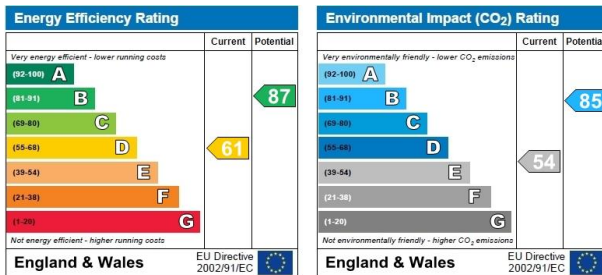 Energy Efficiency Rating
Current Potential
Very energy efficient - lower running costs
(92-100) A
(81-91) B
(69-80) C
(55-68) D
(39-54) E
(21-38) F
(1-20) G
87
61
Not energy efficient - higher running costs
England & Wales
EU Directive
2002/91/EC
Environmental Impact (CO₂) Rating
Current Potential
Very environmentally friendly - lower CO₂ emissions
(92-100) A
(81-91) B
(69-80) C
(55-68) D
(39-54) E
(21-38) F
(1-20) G
85
54
Not environmentally friendly - higher CO₂ emissions
England & Wales
EU Directive
2002/91/EC